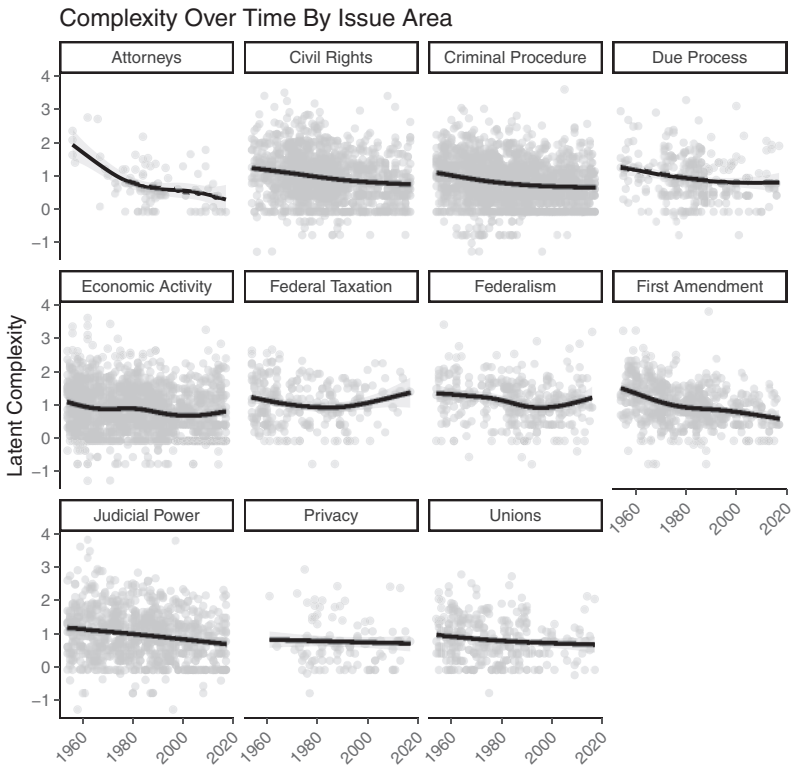 Complexity Over Time By Issue Area
Attorneys
Civil Rights
Criminal Procedure
Due Process
4
3
2
1
0
−1
Economic Activity
Federal Taxation
Federalism
First Amendment
Latent Complexity
4
3
2
1
0
−1
1960
1980
2000
2020
Judicial Power
Privacy
Unions
4
3
2
1
0
−1
1960
1980
2000
2020
1960
1980
2000
2020
1960
1980
2000
2020